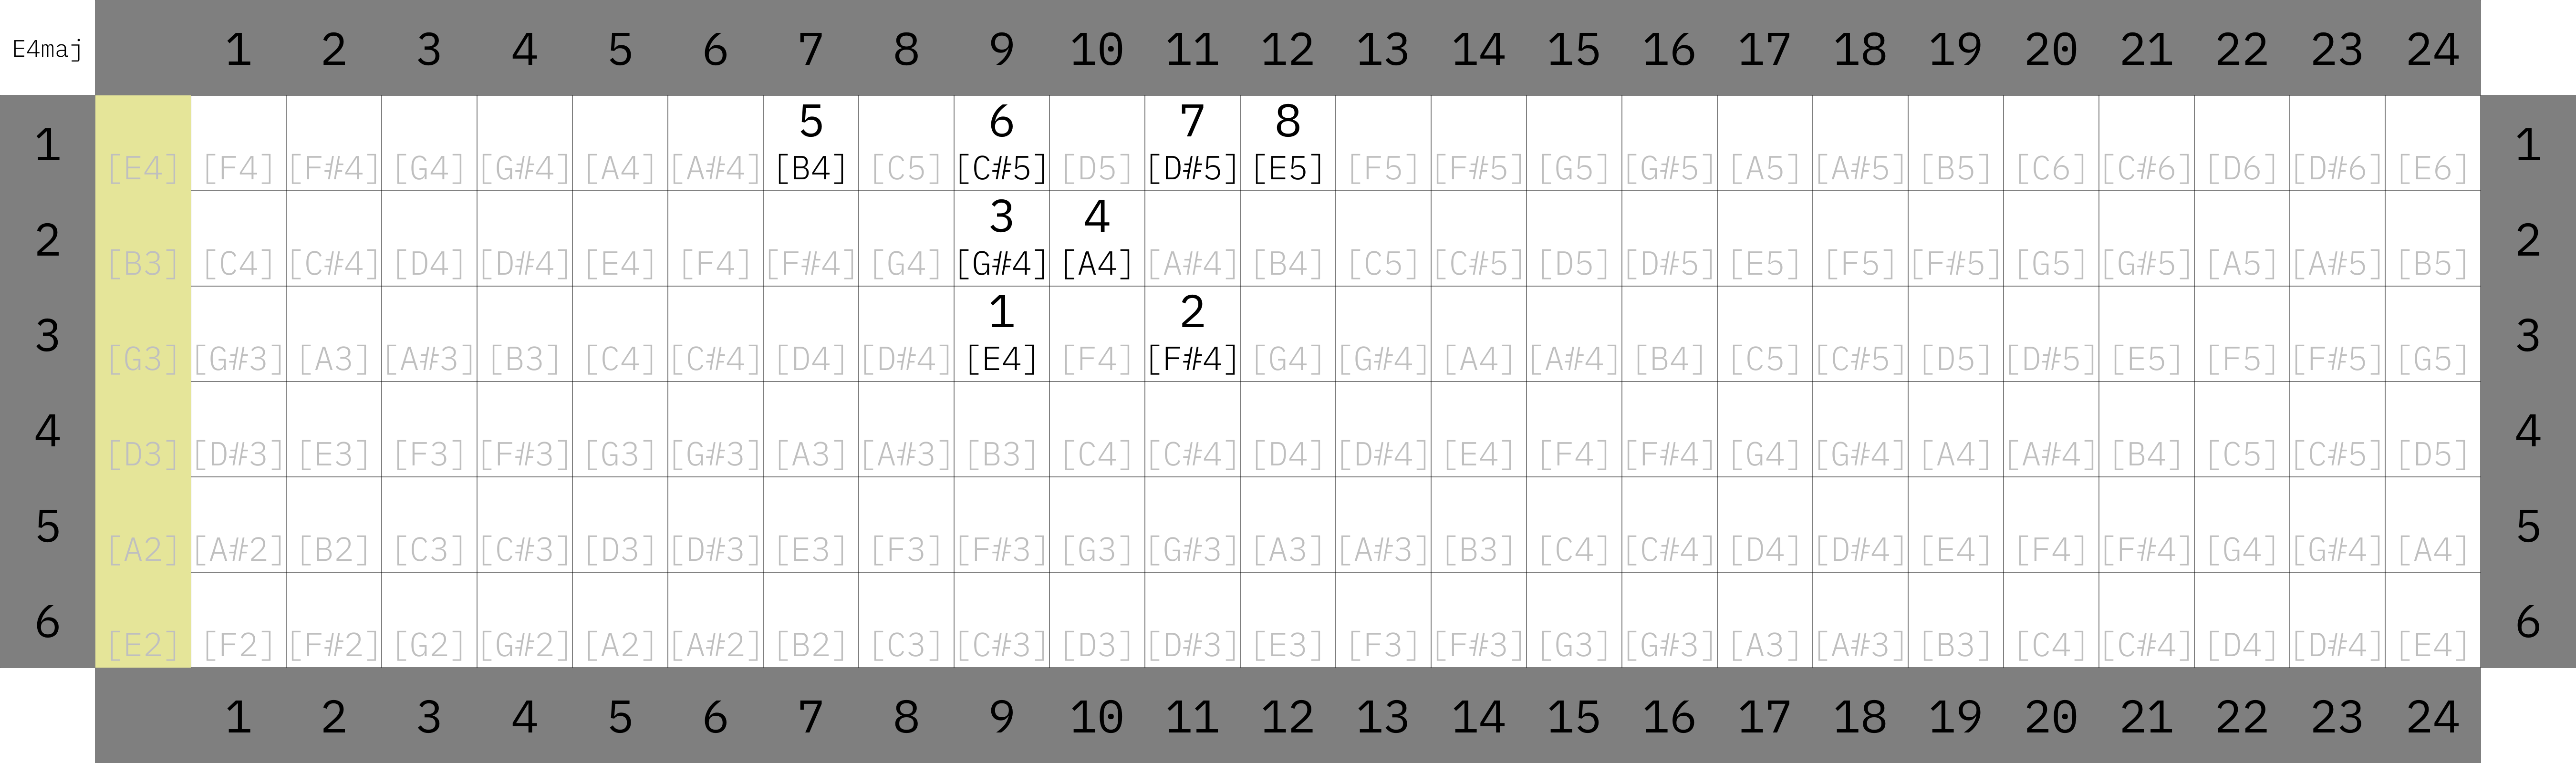 E4maj 1 2 3 4 5 6 7 8 9 10 11 12 13 14 15 16 17 18 19 20 21 22 23 24
5 6 7 8
1 [E4] [F4] [F#4] [G4] [G#4] [A4] [A#4] [B4] [C5] [C#5] [D5] [D#5] [E5] [F5] [F#5] [G5] [G#5] [A5] [A#5] [B5] [C6] [C#6] [D6] [D#6] [E6] 1
3 4
2 [B3] [C4] [C#4] [D4] [D#4] [E4] [F4] [F#4] [G4] [G#4] [A4] [A#4] [B4] [C5] [C#5] [D5] [D#5] [E5] [F5] [F#5] [G5] [G#5] [A5] [A#5] [B5] 2
1 2
3 [G3] [G#3] [A3] [A#3] [B3] [C4] [C#4] [D4] [D#4] [E4] [F4] [F#4] [G4] [G#4] [A4] [A#4] [B4] [C5] [C#5] [D5] [D#5] [E5] [F5] [F#5] [G5] 3
4 [D3] [D#3] [E3] [F3] [F#3] [G3] [G#3] [A3] [A#3] [B3] [C4] [C#4] [D4] [D#4] [E4] [F4] [F#4] [G4] [G#4] [A4] [A#4] [B4] [C5] [C#5] [D5] 4
5 [A2] [A#2] [B2] [C3] [C#3] [D3] [D#3] [E3] [F3] [F#3] [G3] [G#3] [A3] [A#3] [B3] [C4] [C#4] [D4] [D#4] [E4] [F4] [F#4] [G4] [G#4] [A4] 5
6 [E2] [F2] [F#2] [G2] [G#2] [A2] [A#2] [B2] [C3] [C#3] [D3] [D#3] [E3] [F3] [F#3] [G3] [G#3] [A3] [A#3] [B3] [C4] [C#4] [D4] [D#4] [E4] 6
1 2 3 4 5 6 7 8 9 10 11 12 13 14 15 16 17 18 19 20 21 22 23 24